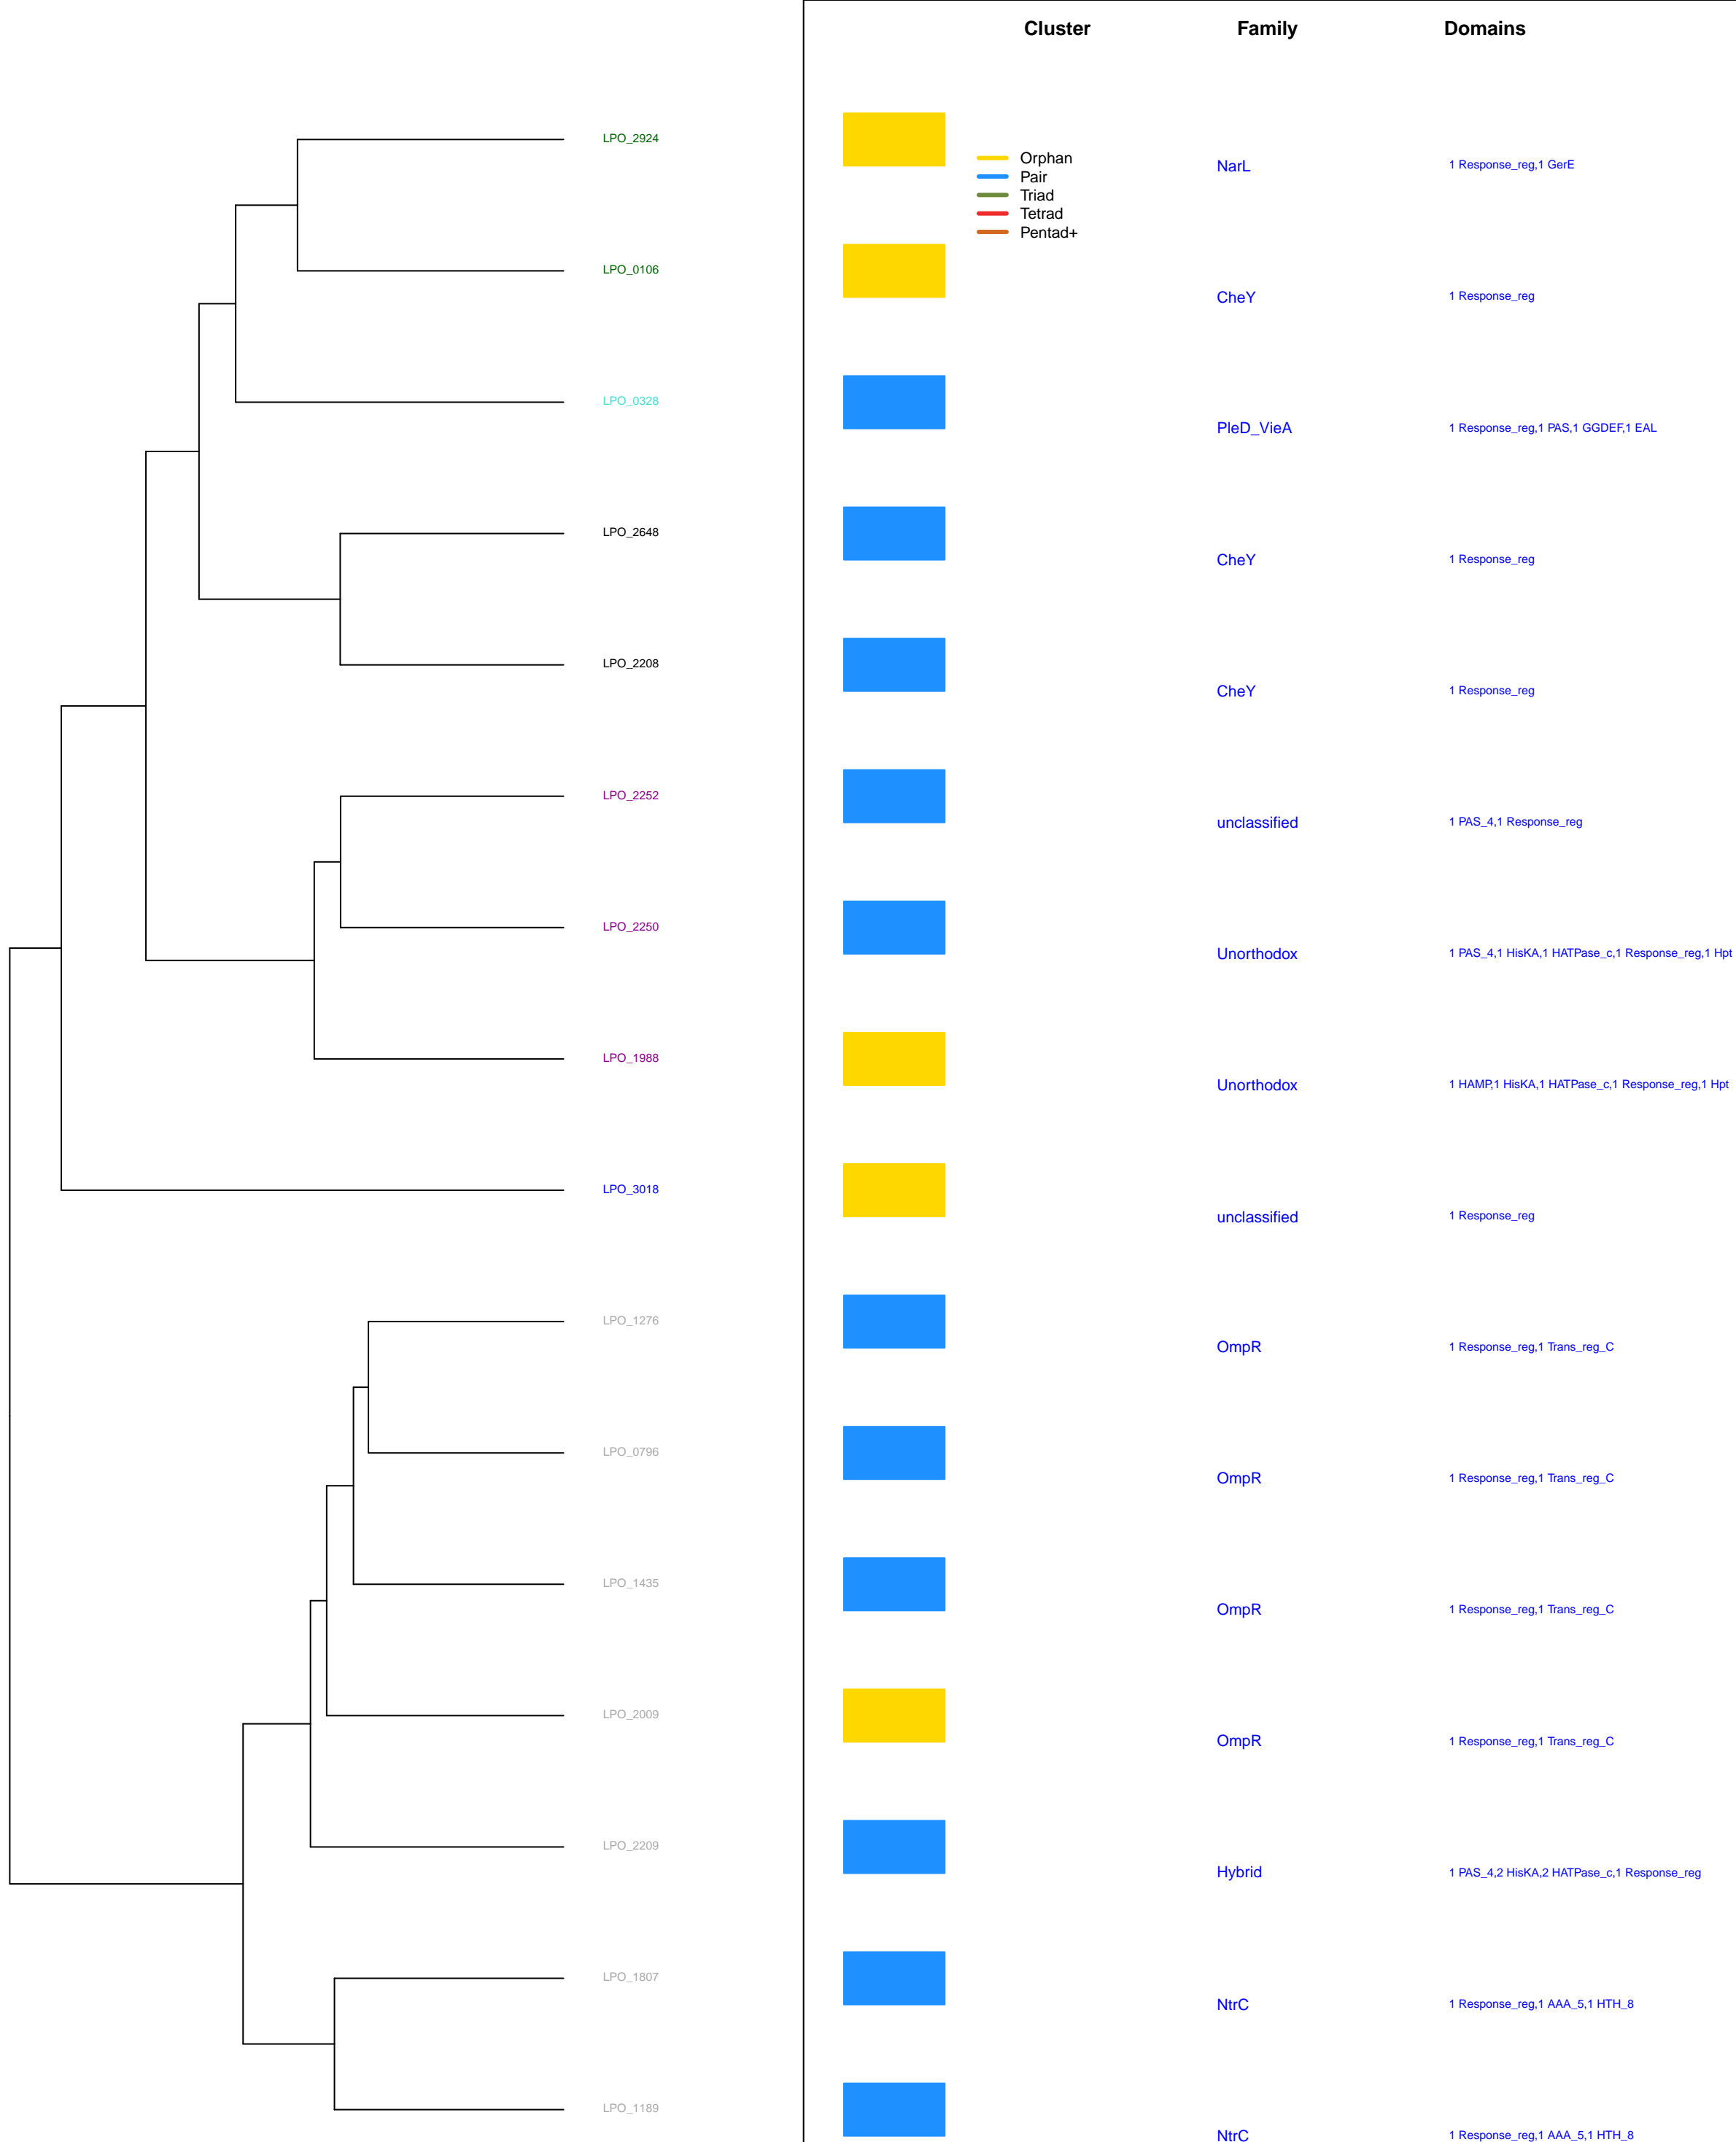 Cluster Family Domains
LPO_2924
Orphan
NarL 1 Response_reg,1 GerE
Pair
Triad
Tetrad
Pentad+
LPO_0106
CheY 1 Response_reg
LPO_0328
PleD_VieA 1 Response_reg,1 PAS,1 GGDEF,1 EAL
LPO_2648
CheY 1 Response_reg
LPO_2208
CheY 1 Response_reg
LPO_2252
unclassified 1 PAS_4,1 Response_reg
LPO_2250
Unorthodox 1 PAS_4,1 HisKA,1 HATPase_c,1 Response_reg,1 Hpt
LPO_1988
Unorthodox 1 HAMP,1 HisKA,1 HATPase_c,1 Response_reg,1 Hpt
LPO_3018
unclassified 1 Response_reg
LPO_1276
OmpR 1 Response_reg,1 Trans_reg_C
LPO_0796
OmpR 1 Response_reg,1 Trans_reg_C
LPO_1435
OmpR 1 Response_reg,1 Trans_reg_C
LPO_2009
OmpR 1 Response_reg,1 Trans_reg_C
LPO_2209
Hybrid 1 PAS_4,2 HisKA,2 HATPase_c,1 Response_reg
LPO_1807
NtrC 1 Response_reg,1 AAA_5,1 HTH_8
LPO_1189
NtrC 1 Response_reg,1 AAA_5,1 HTH_8